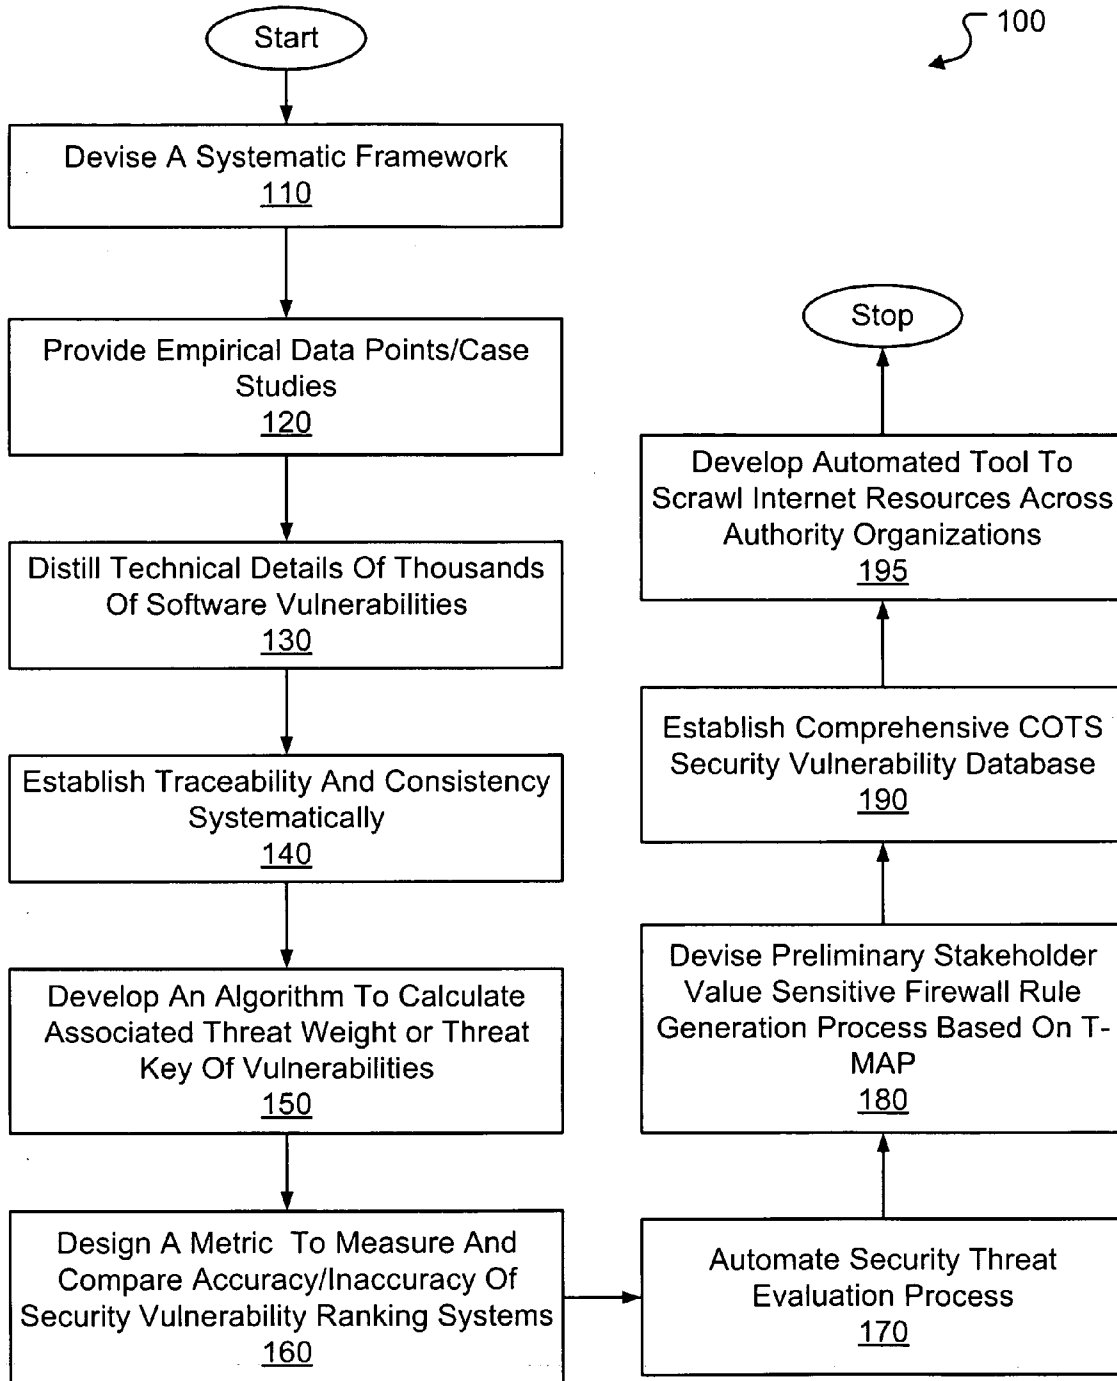 Start
100
Devise A Systematic Framework
110
Provide Empirical Data Points/Case
Studies
120
Distill Technical Details Of Thousands
Of Software Vulnerabilities
130
Establish Traceability And Consistency
Systematically
140
Develop An Algorithm To Calculate
Associated Threat Weight or Threat
Key Of Vulnerabilities
150
Design A Metric To Measure And
Compare Accuracy/Inaccuracy Of
Security Vulnerability Ranking Systems
160
Automate Security Threat
Evaluation Process
170
Devise Preliminary Stakeholder
Value Sensitive Firewall Rule
Generation Process Based On T-
MAP
180
Establish Comprehensive COTS
Security Vulnerability Database
190
Develop Automated Tool To
Scrawl Internet Resources Across
Authority Organizations
195
Stop